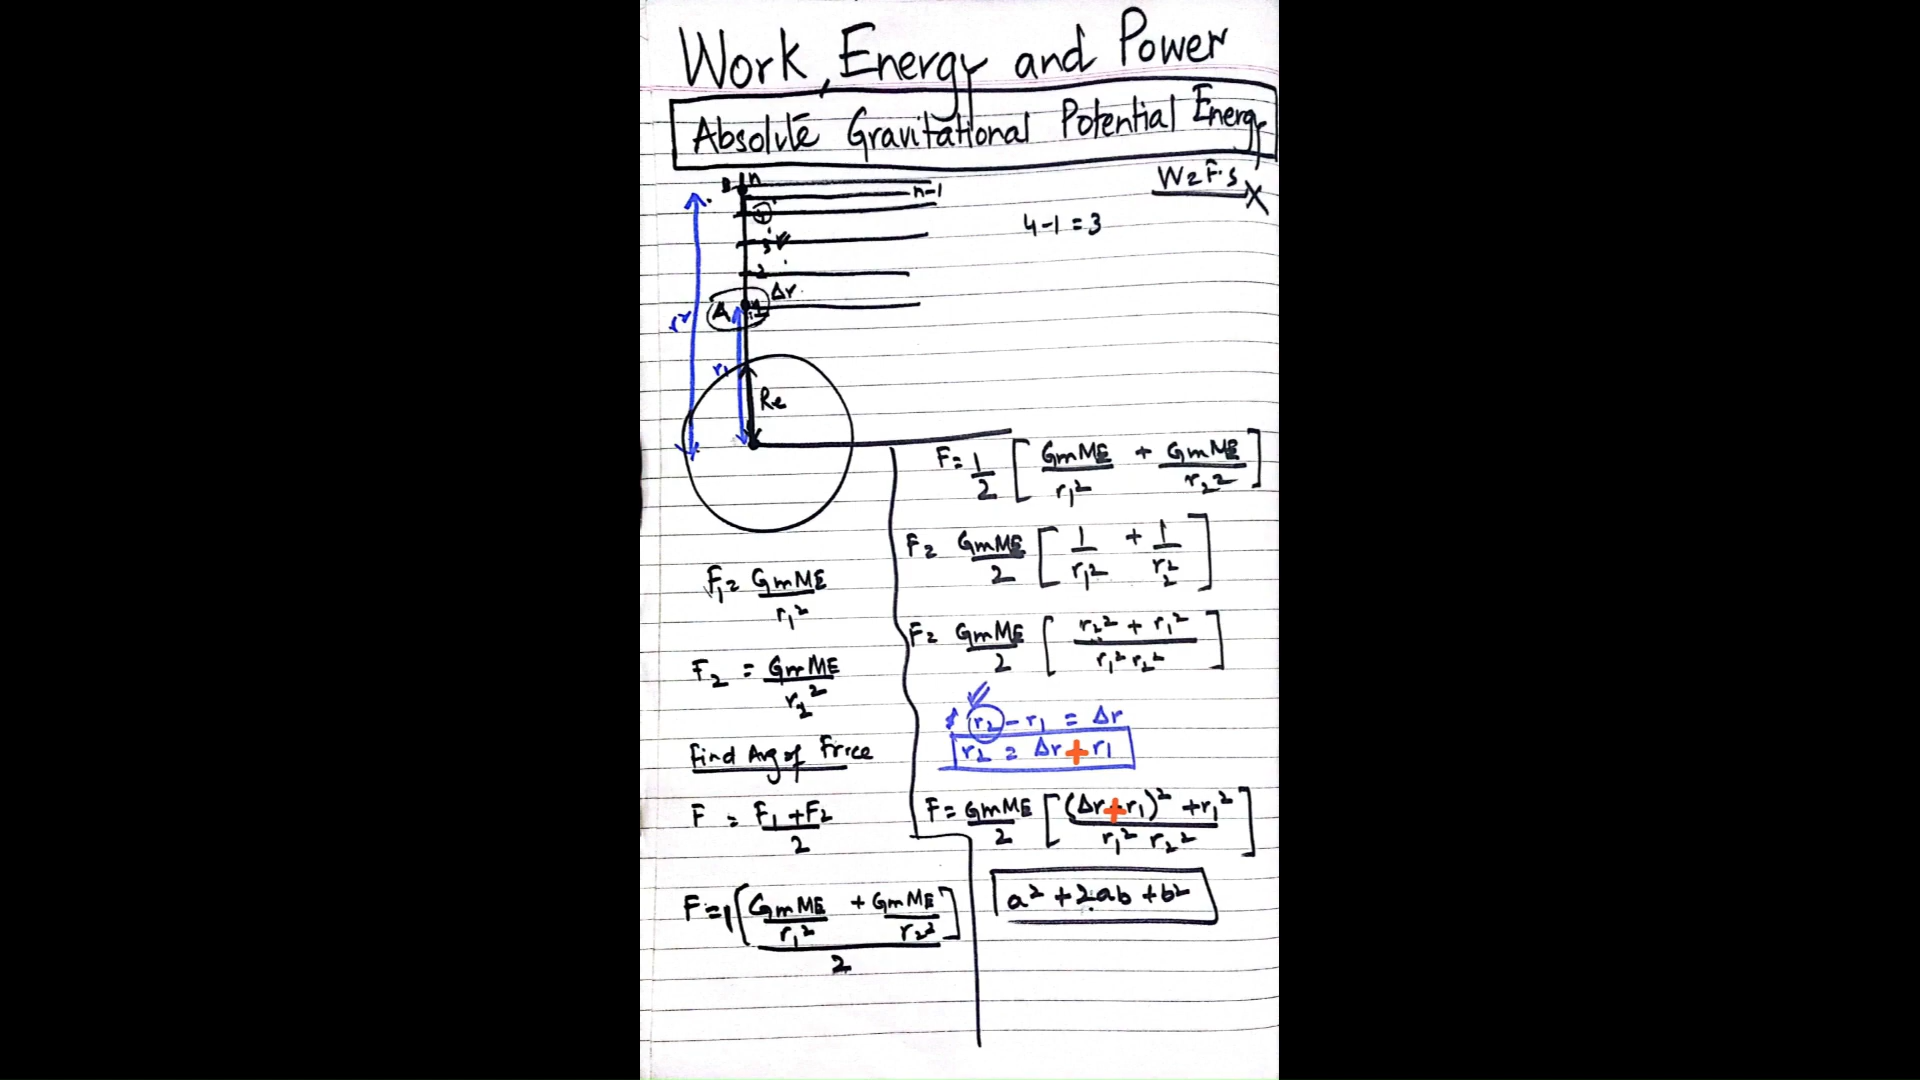 Work, Energy and Power
Absolute Gravitational Potential Energy
W = F.S X
n
n-1
4-1=3
4
3
2
Δr
A
r1
Re
F1 = GmME / r1²
F2 = GmME / r2²
Find Avg of Force
F = F1+F2 / 2
F = 1 [ GmME / r1² + GmME / r2² ] / 2
F = 1/2 [ GmME / r1² + GmME / r2² ]
F = GmME / 2 [ 1 / r1² + 1 / r2² ]
F = GmME / 2 [ r2² + r1² / r1² r2² ]
r2 - r1 = Δr
r2 = Δr + r1
F = GmME / 2 [ (Δr + r1)² + r1² / r1² r2² ]
a² + 2ab + b²